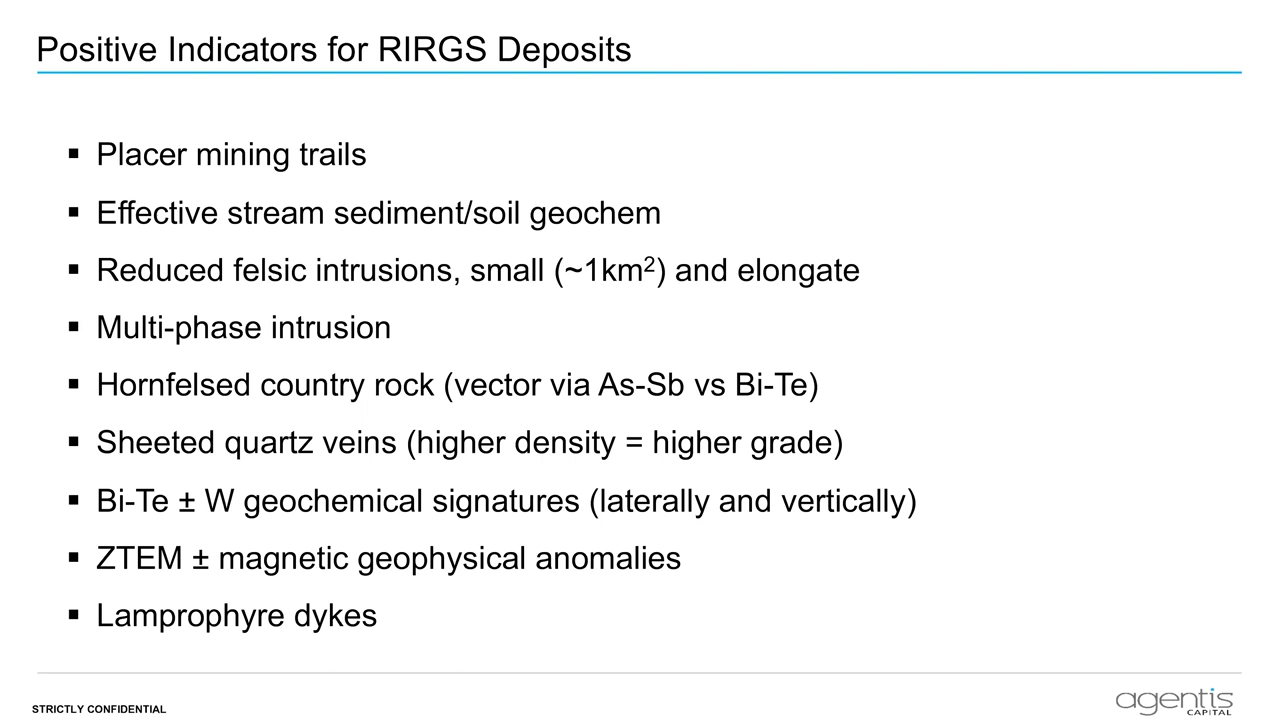 Positive Indicators for RIRGS Deposits
▪ Placer mining trails
▪ Effective stream sediment/soil geochem
▪ Reduced felsic intrusions, small (~1km²) and elongate
▪ Multi-phase intrusion
▪ Hornfelsed country rock (vector via As-Sb vs Bi-Te)
▪ Sheeted quartz veins (higher density = higher grade)
▪ Bi-Te ± W geochemical signatures (laterally and vertically)
▪ ZTEM ± magnetic geophysical anomalies
▪ Lamprophyre dykes
STRICTLY CONFIDENTIAL
agentis
CAPITAL